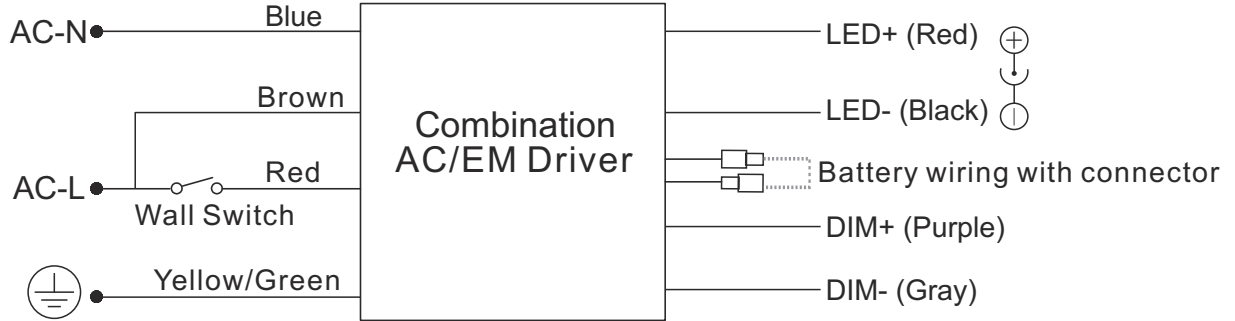 AC-N
Blue
Brown
AC-L
Red
Wall Switch
Yellow/Green
Combination
AC/EM Driver
LED+ (Red)
LED- (Black)
Battery wiring with connector
DIM+ (Purple)
DIM- (Gray)